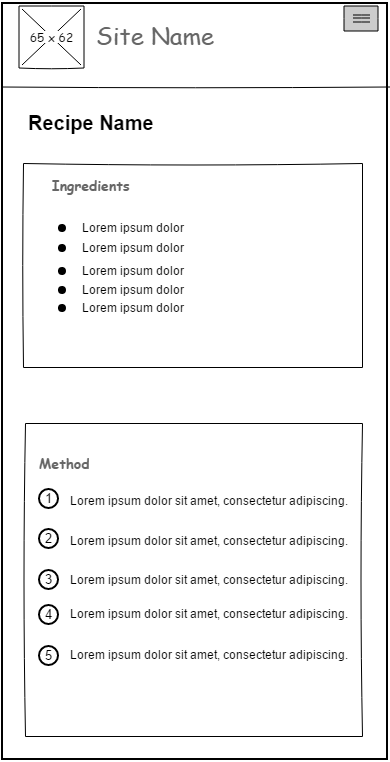 65 x 62
Site Name
Recipe Name
Ingredients
Lorem ipsum dolor
Lorem ipsum dolor
Lorem ipsum dolor
Lorem ipsum dolor
Lorem ipsum dolor
Method
1 Lorem ipsum dolor sit amet, consectetur adipiscing.
2 Lorem ipsum dolor sit amet, consectetur adipiscing.
3 Lorem ipsum dolor sit amet, consectetur adipiscing.
4 Lorem ipsum dolor sit amet, consectetur adipiscing.
5 Lorem ipsum dolor sit amet, consectetur adipiscing.